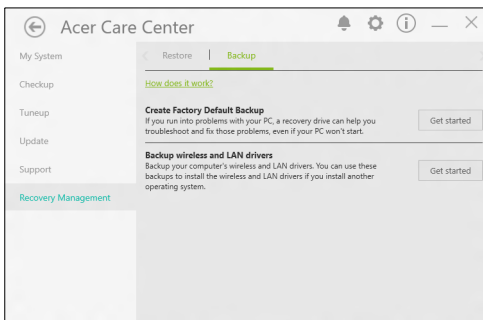 Acer Care Center
My System
Checkup
Tuneup
Update
Support
Recovery Management
Restore
Backup
How does it work?
Create Factory Default Backup
If you run into problems with your PC, a recovery drive can help you
troubleshoot and fix those problems, even if your PC won't start.
Get started
Backup wireless and LAN drivers
Backup your computer's wireless and LAN drivers. You can use these
backups to install the wireless and LAN drivers if you install another
operating system.
Get started